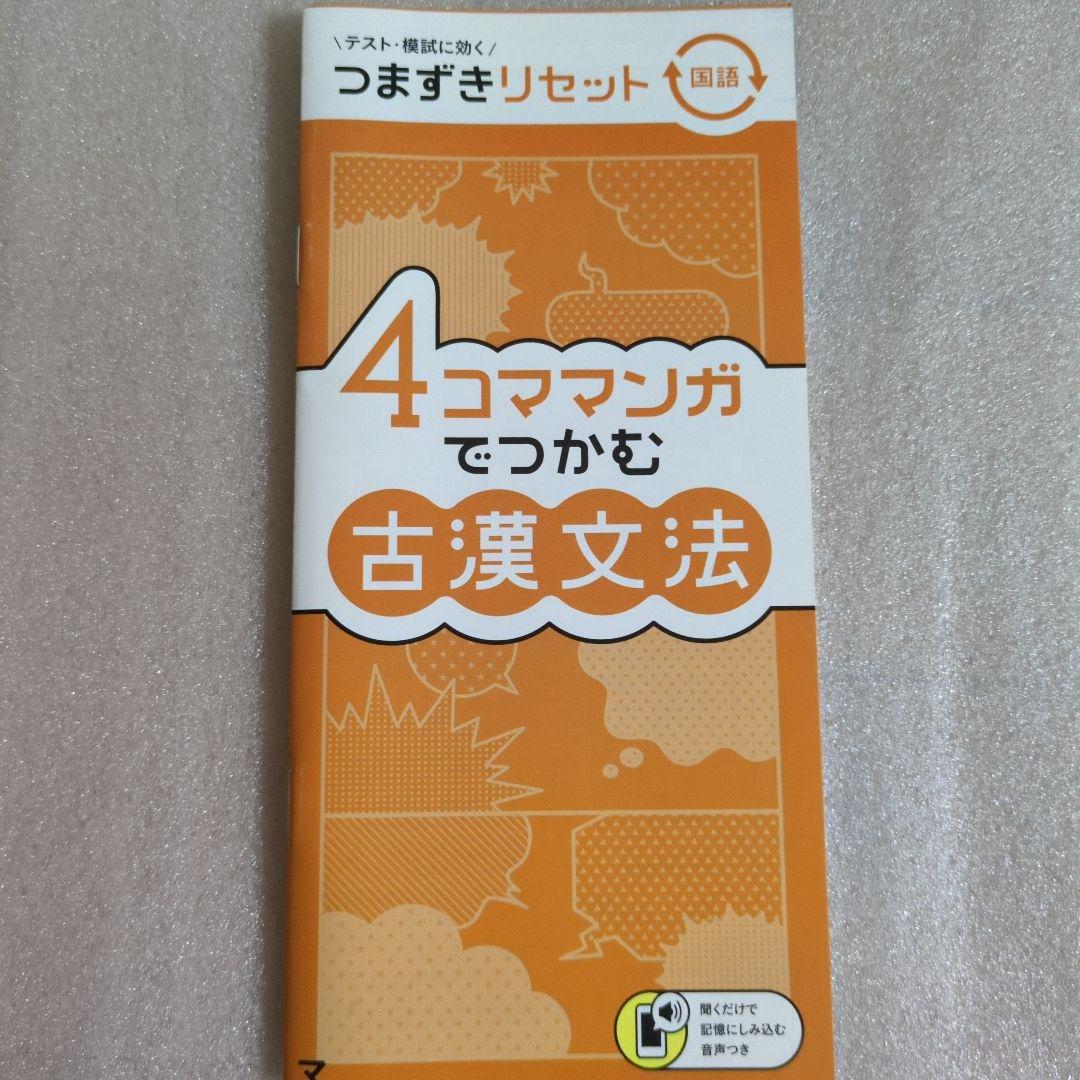 \テスト・模試に効く/
つまずきリセット
国語
4コママンガ
でつかむ
古漢文法
聞くだけで
記憶にしみ込む
音声つき
マ